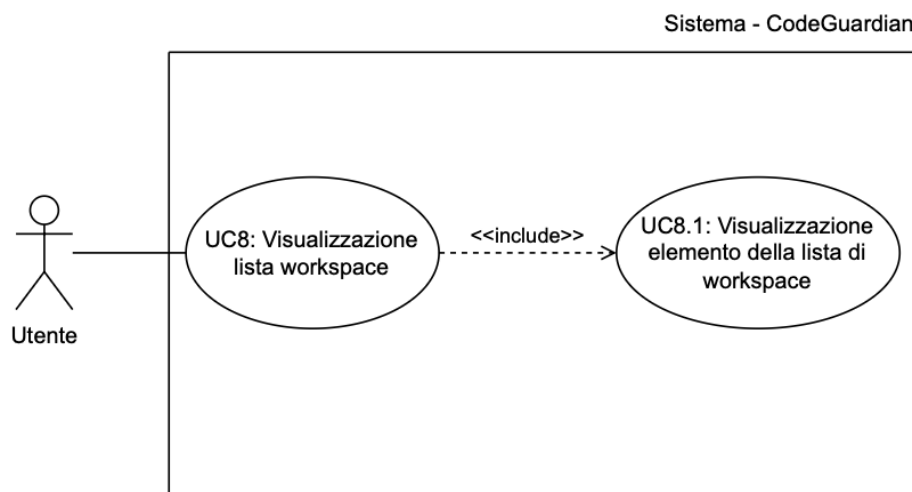 Sistema - CodeGuardian
UC8: Visualizzazione
lista workspace
<<include>>
UC8.1: Visualizzazione
elemento della lista di
workspace
Utente